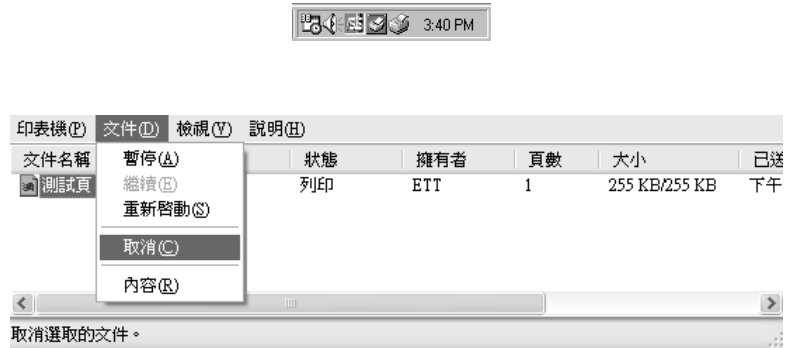 3:40 PM
印表機(P) 文件(D) 檢視(V) 說明(H)
文件名稱 狀態 擁有者 頁數 大小 已送
測試頁 列印 ETT 1 255 KB/255 KB 下午
暫停(A)
繼續(E)
重新啓動(S)
取消(C)
內容(R)
取消選取的文件。